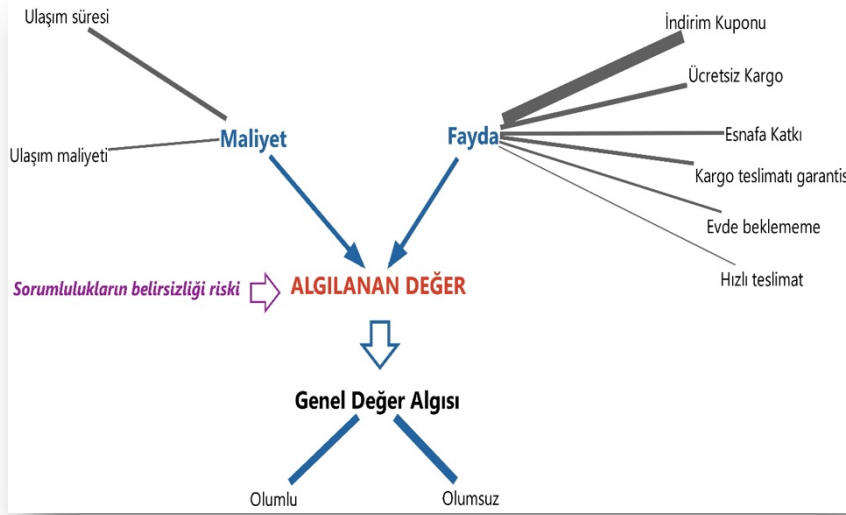 Ulaşım süresi
İndirim Kuponu
Ücretsiz Kargo
Maliyet
Fayda
Esnafa Katkı
Ulaşım maliyeti
Kargo teslimatı garantis
Evde beklememe
Hızlı teslimat
Sorumlulukların belirsizliği riski
ALGILANAN DEĞER
Genel Değer Algısı
Olumlu
Olumsuz